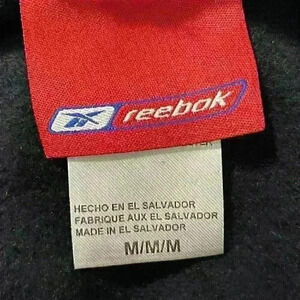 reebok
HECHO EN EL SALVADOR
FABRIQUE AUX EL SALVADOR
MADE IN EL SALVADOR
M/M/M